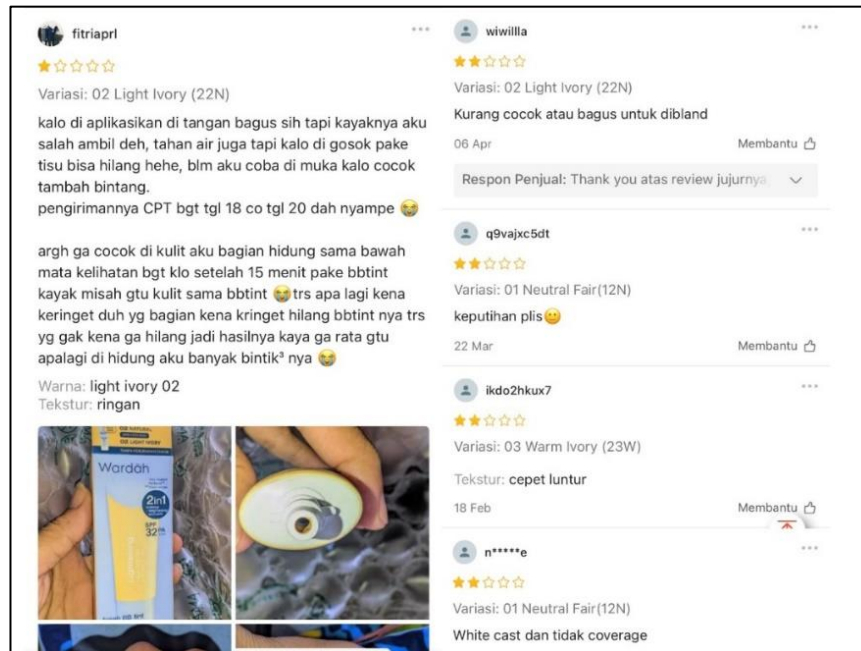 fitriaprl
Variasi: 02 Light Ivory (22N)
kalo di aplikasikan di tangan bagus sih tapi kayaknya aku
salah ambil deh, tahan air juga tapi kalo di gosok pake
tisu bisa hilang hehe, blm aku coba di muka kalo cocok
tambah bintang.
pengirimannya CPT bgt tgl 18 co tgl 20 dah nyampe 😭
argh ga cocok di kulit aku bagian hidung sama bawah
mata kelihatan bgt klo setelah 15 menit pake bbtint
kayak misah gtu kulit sama bbtint 😭 trs apa lagi kena
keringet duh yg bagian kena kringet hilang bbtint nya trs
yg gak kena ga hilang jadi hasilnya kaya ga rata gtu
apalagi di hidung aku banyak bintik³ nya 😭
Warna: light ivory 02
Tekstur: ringan
Wardah
2in1
SPF
32
wiwillla
Variasi: 02 Light Ivory (22N)
Kurang cocok atau bagus untuk dibland
06 Apr
Membantu
Respon Penjual: Thank you atas review jujurnya
q9vajxc5dt
Variasi: 01 Neutral Fair(12N)
keputihan plis🙂
22 Mar
Membantu
ikdo2hkux7
Variasi: 03 Warm Ivory (23W)
Tekstur: cepet luntur
18 Feb
Membantu
n*****e
Variasi: 01 Neutral Fair(12N)
White cast dan tidak coverage